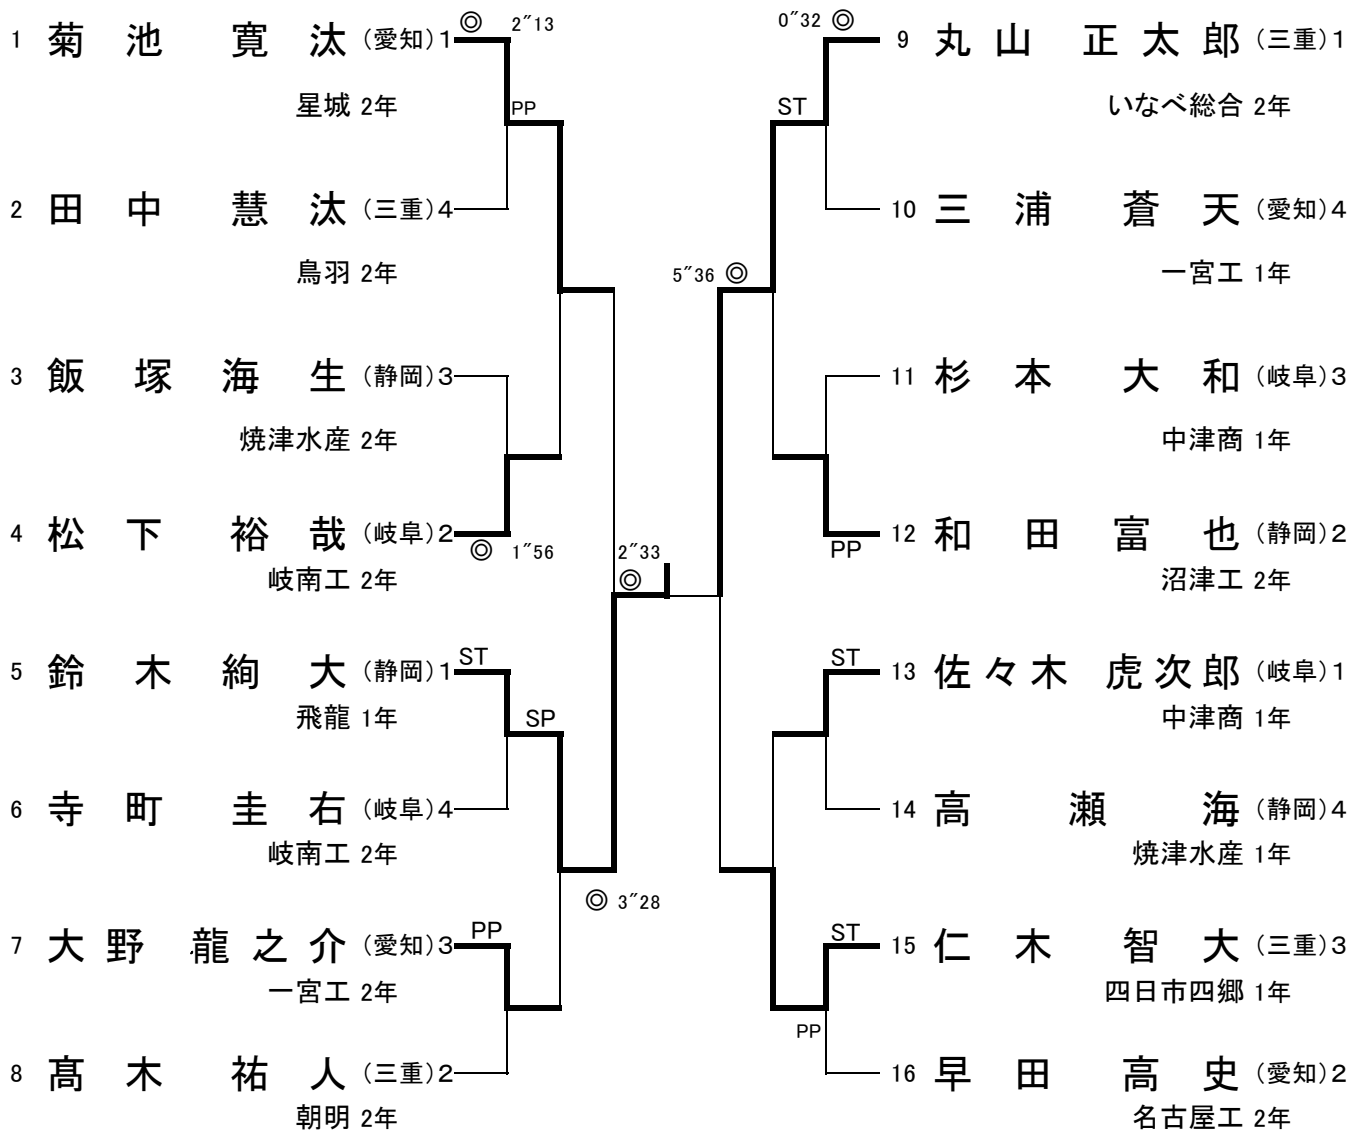 ◎ 2″13
1 菊池 寛汰 (愛知)1
星城 2年
PP
2 田中 慧汰 (三重)4
鳥羽 2年
3 飯塚海生 (静岡)3
焼津水産 2年
4 松下 裕哉 (岐阜)2
◎ 1″56
岐南工 2年
2″33
◎
5 鈴木絢大 (静岡)1
ST
飛龍 1年
SP
6 寺町 圭右 (岐阜)4
岐南工 2年
◎ 3″28
7 大野 龍之介 (愛知)3
PP
一宮工 2年
8 髙木 祐人 (三重)2
朝明 2年
0″32 ◎
9 丸山 正太郎 (三重)1
ST
いなべ総合 2年
10 三浦 蒼天 (愛知)4
5″36 ◎
一宮工 1年
11 杉本 大和 (岐阜)3
中津商 1年
12 和田富也 (静岡)2
PP
沼津工 2年
ST
13 佐々木 虎次郎 (岐阜)1
中津商 1年
14 高瀬 海 (静岡)4
焼津水産 1年
ST
15 仁木 智大 (三重)3
四日市四郷 1年
PP
16 早田 高史 (愛知)2
名古屋工 2年